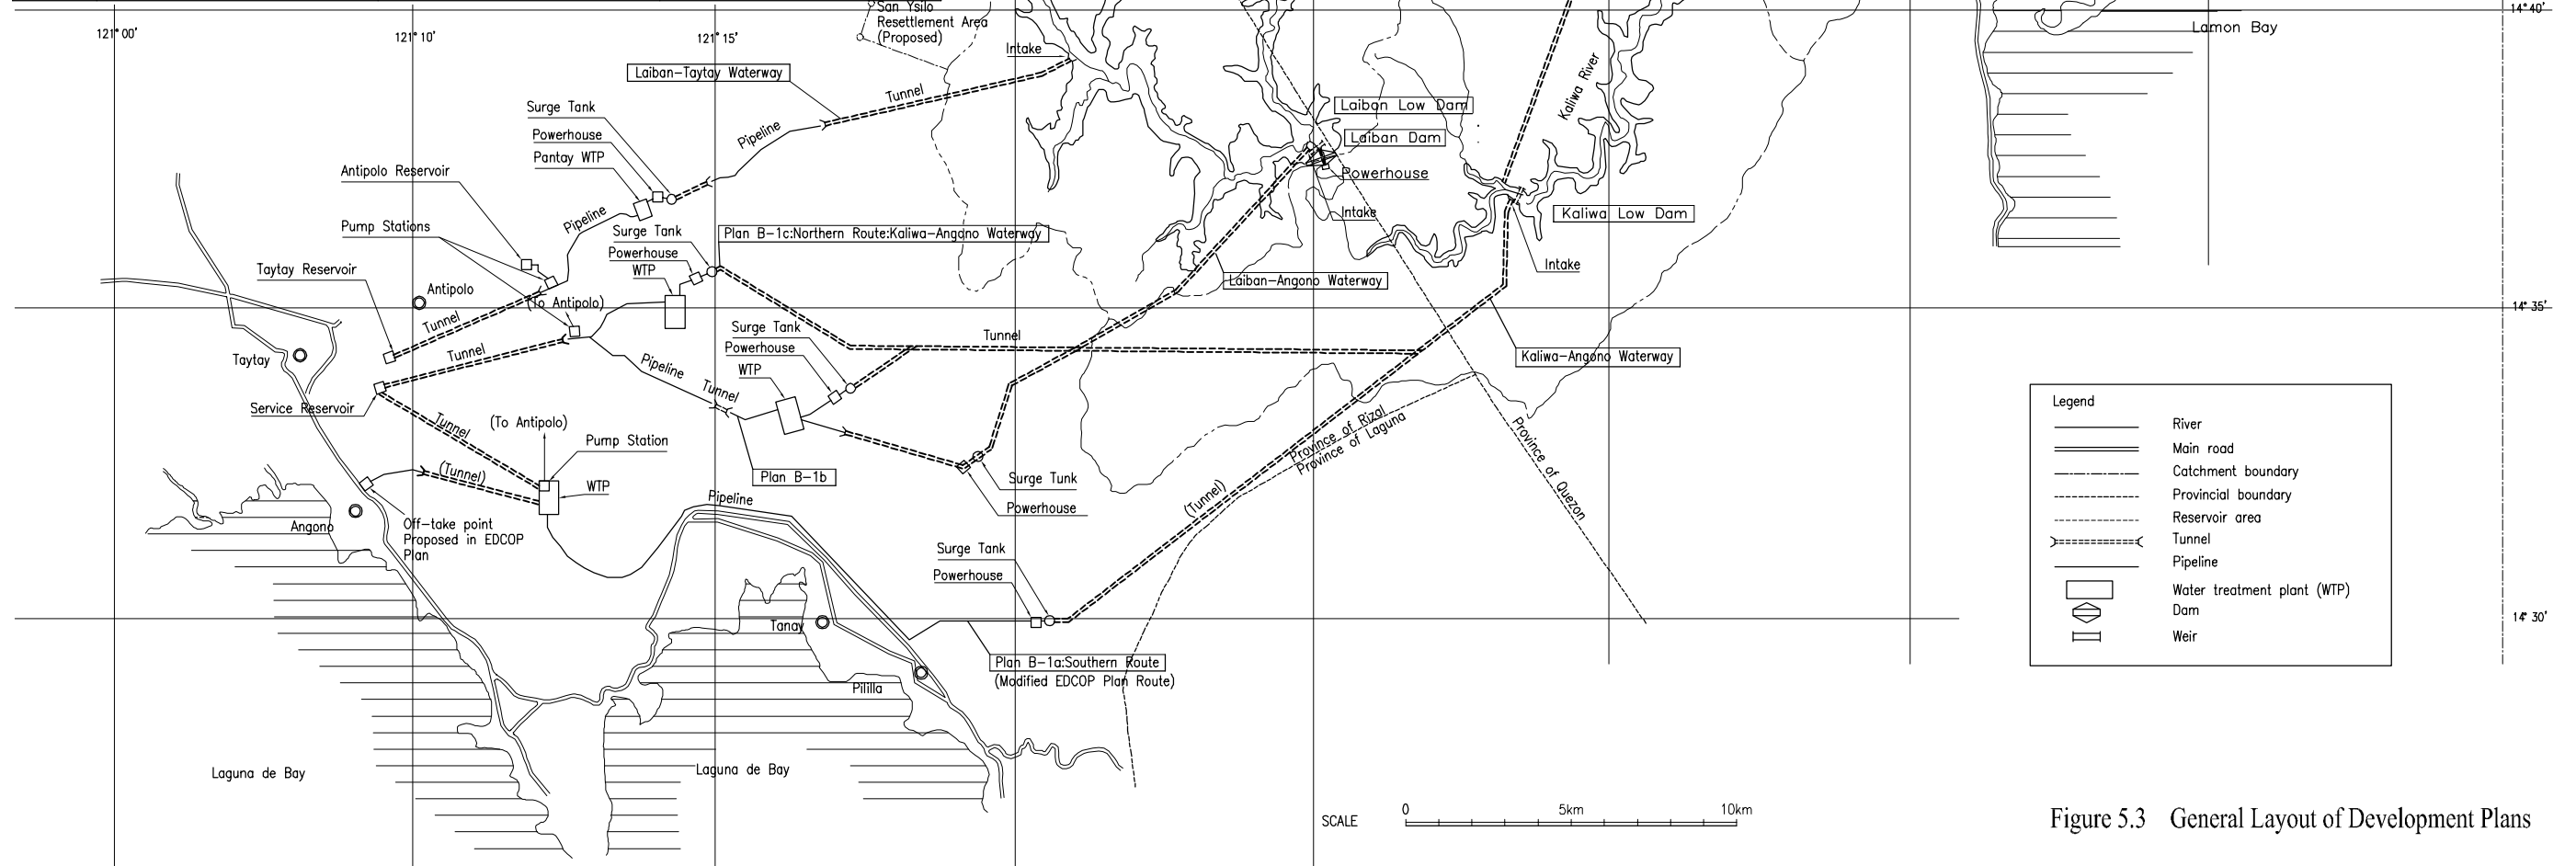 San Ysilo
Resettlement Area
(Proposed)
14° 40'
Lamon Bay
121° 00'
121° 10'
121° 15'
Intake
Laiban-Taytay Waterway
Tunnel
Kaliwa River
Surge Tank
Powerhouse
Pantay WTP
Pipeline
Laiban Low Dam
Laiban Dam
Powerhouse
Antipolo Reservoir
Pipeline
Pump Stations
Intake
Kaliwa Low Dam
Surge Tank
Plan B-1c:Northern Route:Kaliwa-Angono Waterway
Powerhouse
WTP
Taytay Reservoir
Intake
Laiban-Angono Waterway
Antipolo
(To Antipolo)
14° 35'
Tunnel
Surge Tank
Tunnel
Powerhouse
Taytay
Tunnel
Kaliwa-Angono Waterway
Pipeline
WTP
Tunnel
Service Reservoir
Tunnel
(To Antipolo)
Pump Station
Province of Rizal
Province of Laguna
Province of Quezon
Plan B-1b
(Tunnel)
WTP
Surge Tunk
Powerhouse
Pipeline
(Tunnel)
Angono
Off-take point
Proposed in EDCOP
Plan
Surge Tank
Powerhouse
Tanay
14° 30'
Plan B-1a:Southern Route
(Modified EDCOP Plan Route)
Pililla
Laguna de Bay
Laguna de Bay
Legend
River
Main road
Catchment boundary
Provincial boundary
Reservoir area
Tunnel
Pipeline
Water treatment plant (WTP)
Dam
Weir
SCALE
0 5km 10km
Figure 5.3 General Layout of Development Plans